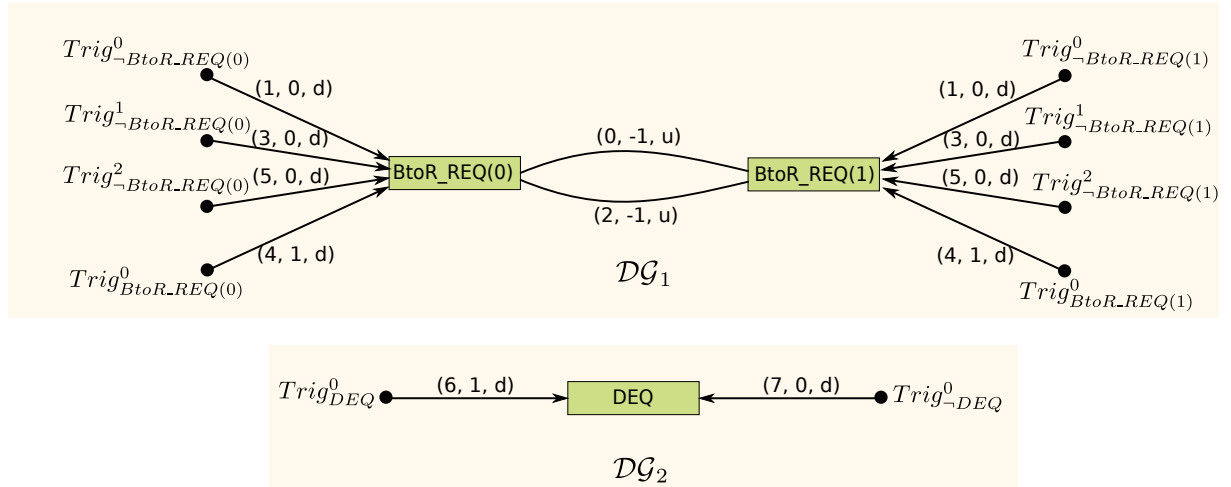 Trig^0_{¬BtoR_REQ(0)}
(1, 0, d)
Trig^1_{¬BtoR_REQ(0)}
(3, 0, d)
Trig^2_{¬BtoR_REQ(0)}
(5, 0, d)
Trig^0_{BtoR_REQ(0)}
(4, 1, d)
BtoR_REQ(0)
(0, -1, u)
(2, -1, u)
BtoR_REQ(1)
Trig^0_{¬BtoR_REQ(1)}
(1, 0, d)
Trig^1_{¬BtoR_REQ(1)}
(3, 0, d)
Trig^2_{¬BtoR_REQ(1)}
(5, 0, d)
Trig^0_{BtoR_REQ(1)}
(4, 1, d)
DG_1
Trig^0_{DEQ}
(6, 1, d)
DEQ
(7, 0, d)
Trig^0_{¬DEQ}
DG_2